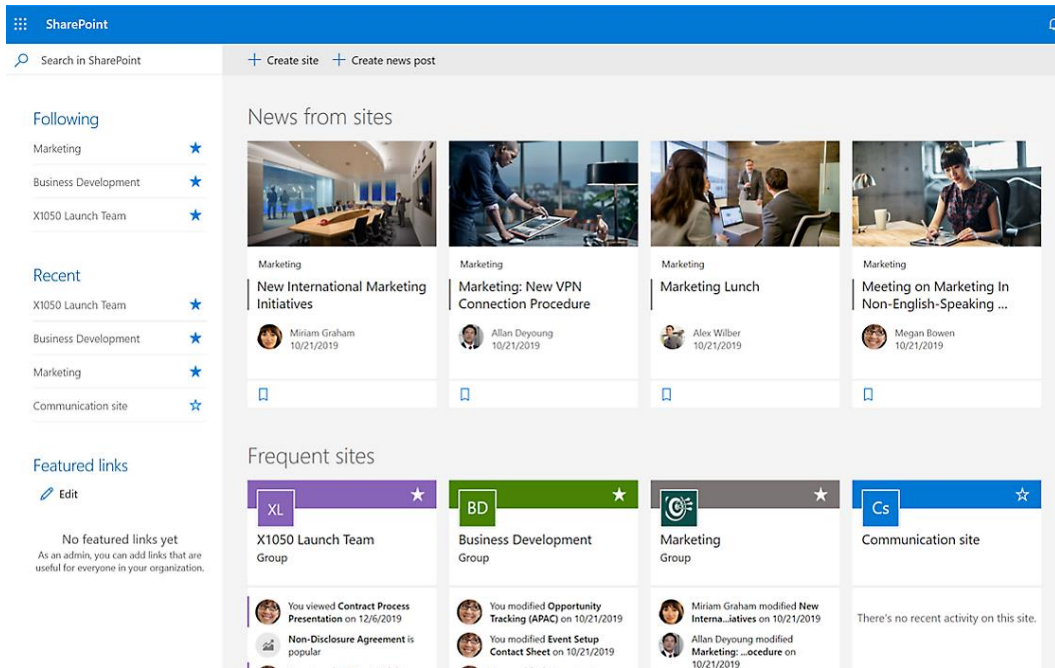 SharePoint
Search in SharePoint
Create site
Create news post
Following
Marketing
Business Development
X1050 Launch Team
Recent
X1050 Launch Team
Business Development
Marketing
Communication site
Featured links
Edit
No featured links yet
As an admin, you can add links that are
useful for everyone in your organization.
News from sites
Marketing
New International Marketing
Initiatives
Miriam Graham
10/21/2019
Marketing
Marketing: New VPN
Connection Procedure
Allan Deyoung
10/21/2019
Marketing
Marketing Lunch
Alex Wilber
10/21/2019
Marketing
Meeting on Marketing In
Non-English-Speaking ...
Megan Bowen
10/21/2019
Frequent sites
XL
X1050 Launch Team
Group
You viewed Contract Process
Presentation on 12/6/2019
Non-Disclosure Agreement is
popular
BD
Business Development
Group
You modified Opportunity
Tracking (APAC) on 10/21/2019
You modified Event Setup
Contact Sheet on 10/21/2019
Marketing
Group
Miriam Graham modified New
Interna...iatives on 10/21/2019
Allan Deyoung modified
Marketing: ...ocedure on
10/21/2019
Cs
Communication site
There's no recent activity on this site.